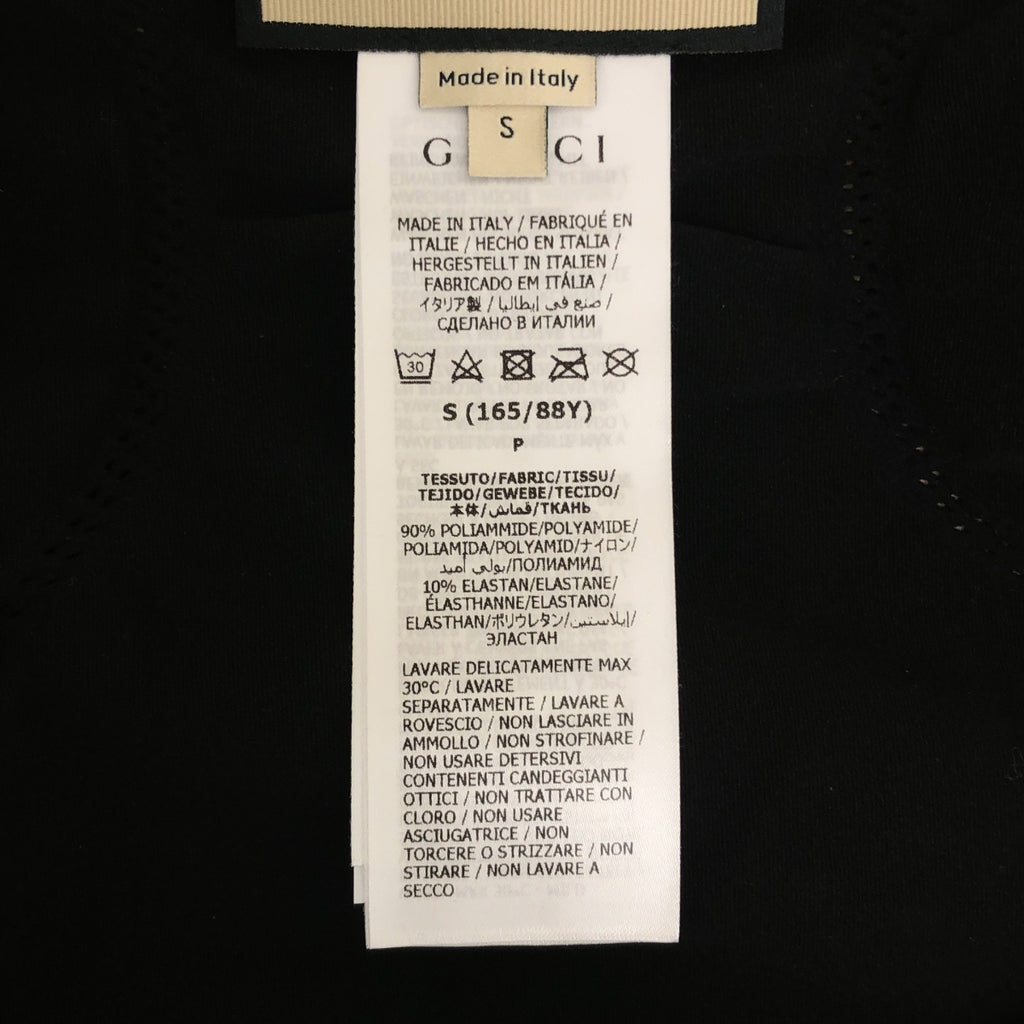 Made in Italy
S
G CI
MADE IN ITALY / FABRIQUÉ EN
ITALIE / HECHO EN ITALIA /
HERGESTELLT IN ITALIEN /
FABRICADO EM ITÁLIA /
イタリア製 / صنع في إيطاليا /
СДЕЛАНО В ИТАЛИИ
30
S (165/88Y)
P
TESSUTO/FABRIC/TISSU/
TEJIDO/GEWEBE/TECIDO/
本体/قماش/ТКАНЬ
90% POLIAMMIDE/POLYAMIDE/
POLIAMIDA/POLYAMID/ナイロン/
بولي أميد/ПОЛИАМИД
10% ELASTAN/ELASTANE/
ÉLASTHANNE/ELASTANO/
ELASTHAN/ポリウレタン/إيلاستين/
ЭЛАСТАН
LAVARE DELICATAMENTE MAX
30°C / LAVARE
SEPARATAMENTE / LAVARE A
ROVESCIO / NON LASCIARE IN
AMMOLLO / NON STROFINARE /
NON USARE DETERSIVI
CONTENENTI CANDEGGIANTI
OTTICI / NON TRATTARE CON
CLORO / NON USARE
ASCIUGATRICE / NON
TORCERE O STRIZZARE / NON
STIRARE / NON LAVARE A
SECCO